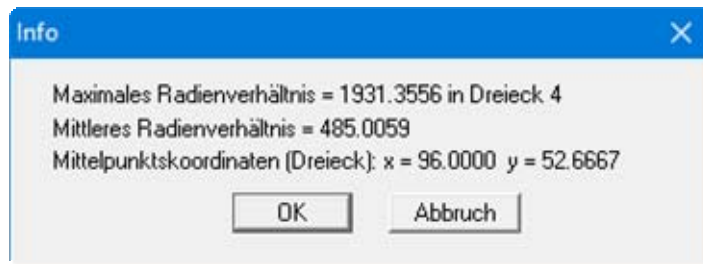 Info
Maximales Radienverhältnis = 1931.3556 in Dreieck 4
Mittleres Radienverhältnis = 485.0059
Mittelpunktskoordinaten (Dreieck): x = 96.0000 y = 52.6667
OK Abbruch